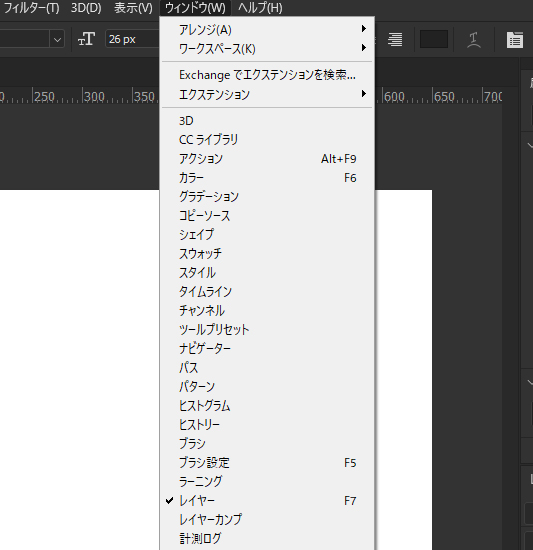 フィルター(T) 3D(D) 表示(V) ウィンドウ(W) ヘルプ(H)
26 px
アレンジ(A)
ワークスペース(K)
Exchange でエクステンションを検索...
エクステンション
250 300 350 600 650 700
3D
CC ライブラリ
アクション Alt+F9
カラー F6
グラデーション
コピーソース
シェイプ
スウォッチ
スタイル
タイムライン
チャンネル
ツールプリセット
ナビゲーター
パス
パターン
ヒストグラム
ヒストリー
ブラシ
ブラシ設定 F5
ラーニング
レイヤー F7
レイヤーカンプ
計測ログ